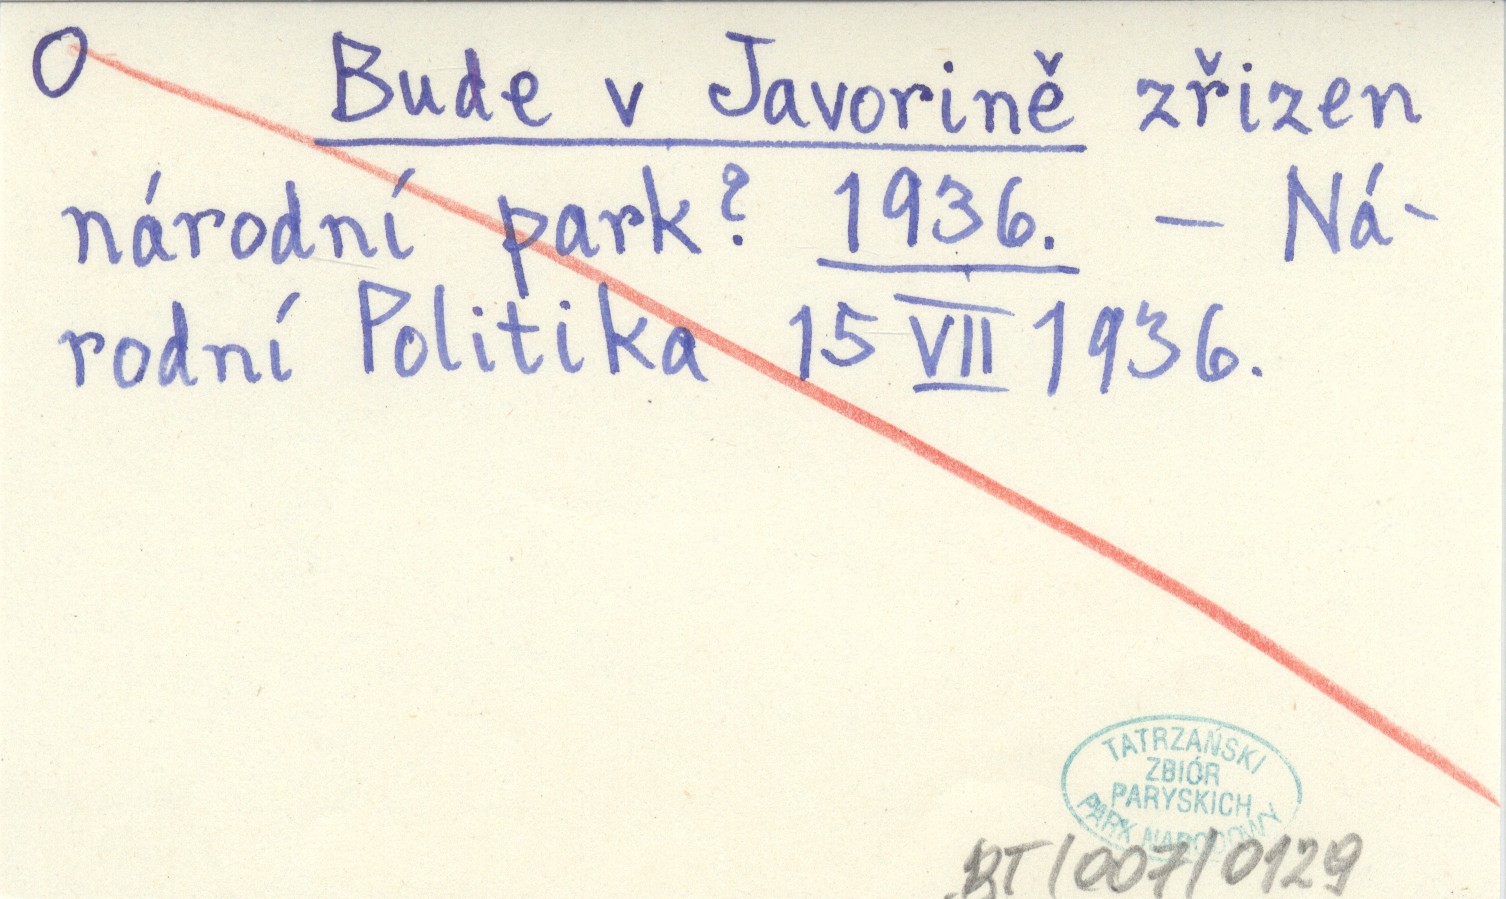 O Bude v Javorině zřizen
národní park? 1936. – Ná-
rodní Politika 15 VII 1936.
TATRZAŃSKI
ZBIÓR
PARYSKICH
PARK NARODOWY
BT/007/0129